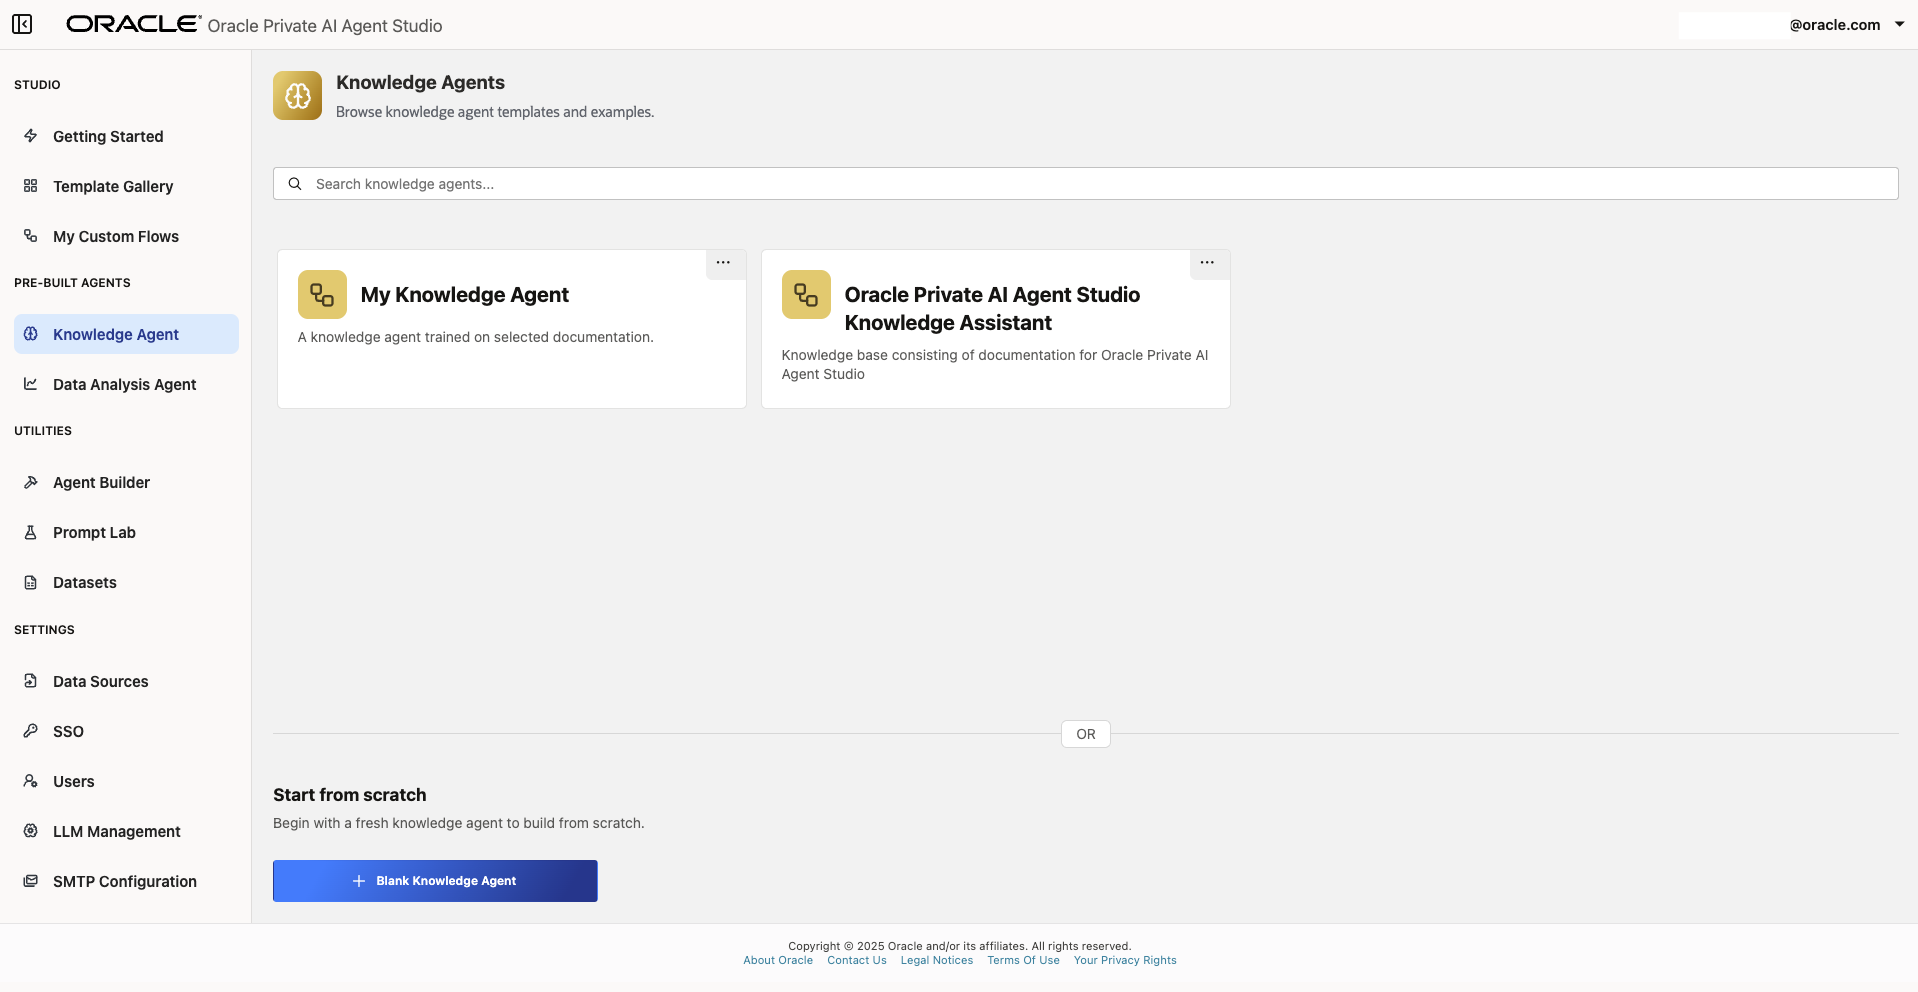 ORACLE Oracle Private AI Agent Studio
@oracle.com
STUDIO
Getting Started
Template Gallery
My Custom Flows
PRE-BUILT AGENTS
Knowledge Agent
Data Analysis Agent
UTILITIES
Agent Builder
Prompt Lab
Datasets
SETTINGS
Data Sources
SSO
Users
LLM Management
SMTP Configuration
Knowledge Agents
Browse knowledge agent templates and examples.
Search knowledge agents...
My Knowledge Agent
A knowledge agent trained on selected documentation.
Oracle Private AI Agent Studio
Knowledge Assistant
Knowledge base consisting of documentation for Oracle Private AI
Agent Studio
OR
Start from scratch
Begin with a fresh knowledge agent to build from scratch.
Blank Knowledge Agent
Copyright © 2025 Oracle and/or its affiliates. All rights reserved.
About Oracle Contact Us Legal Notices Terms Of Use Your Privacy Rights